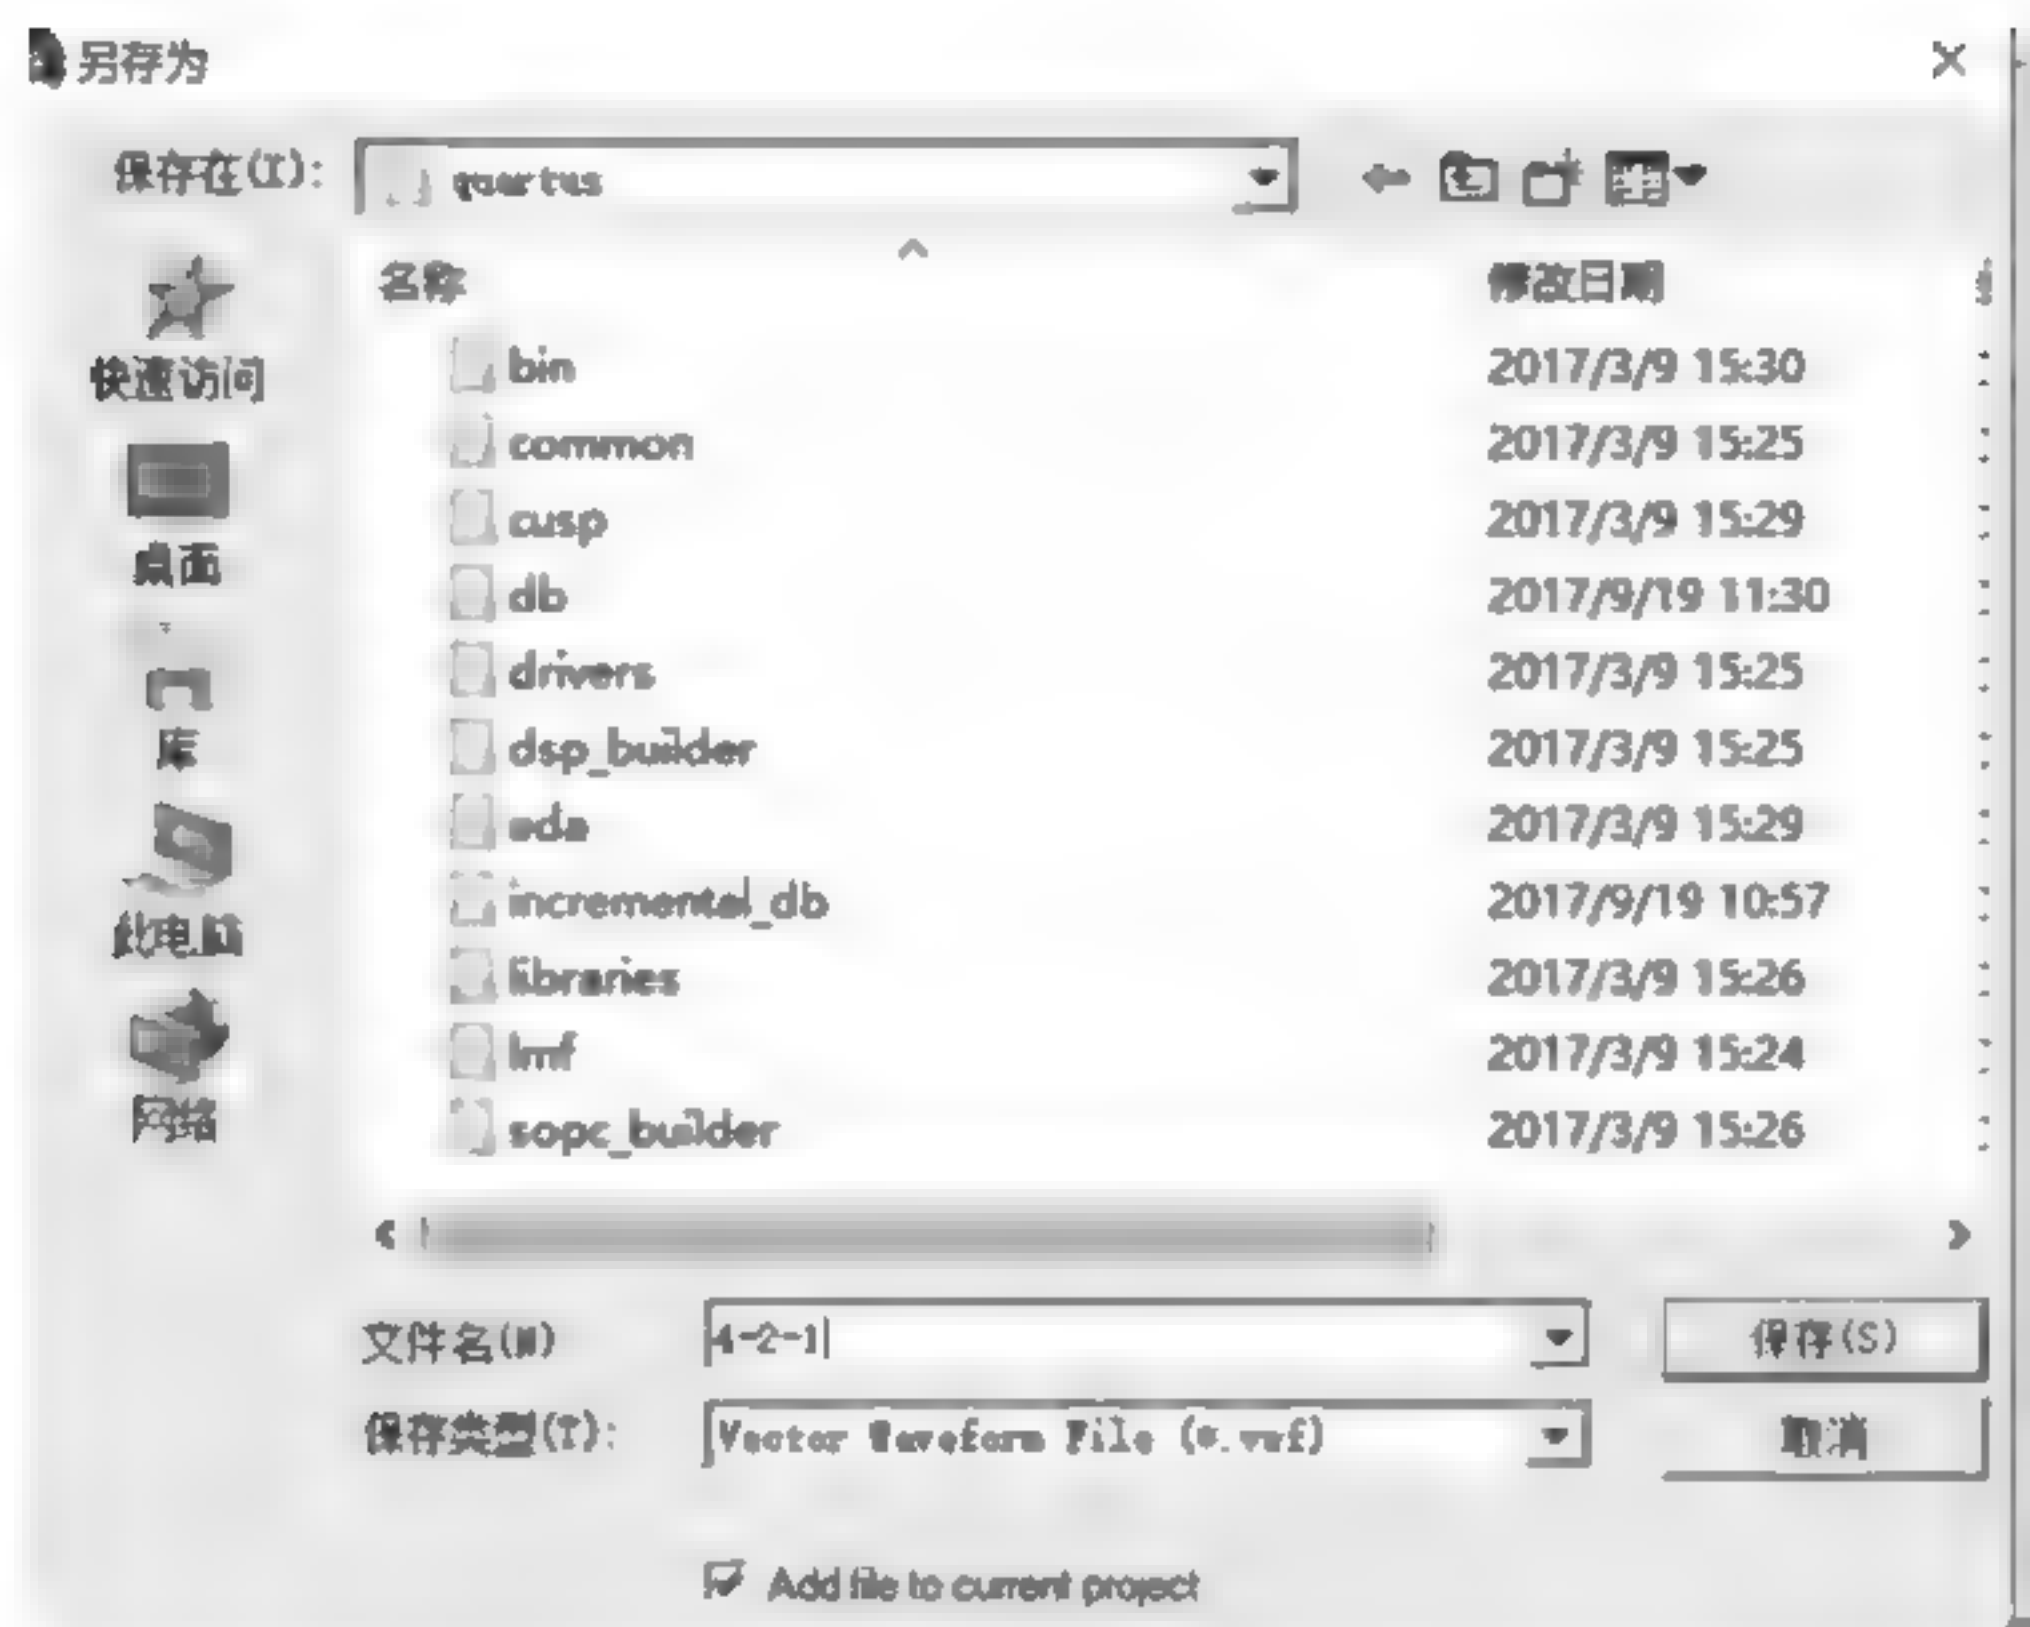 另存为
保存在(I): quartus
名称 修改日期
bin 2017/3/9 15:30
common 2017/3/9 15:25
cusp 2017/3/9 15:29
db 2017/9/19 11:30
drivers 2017/3/9 15:25
dsp_builder 2017/3/9 15:25
eda 2017/3/9 15:29
incremental_db 2017/9/19 10:57
libraries 2017/3/9 15:26
lmf 2017/3/9 15:24
sopc_builder 2017/3/9 15:26
快速访问
桌面
库
此电脑
网络
文件名(N) 4-2-1 保存(S)
保存类型(T): Vector Waveform File (*.vwf) 取消
Add file to current project